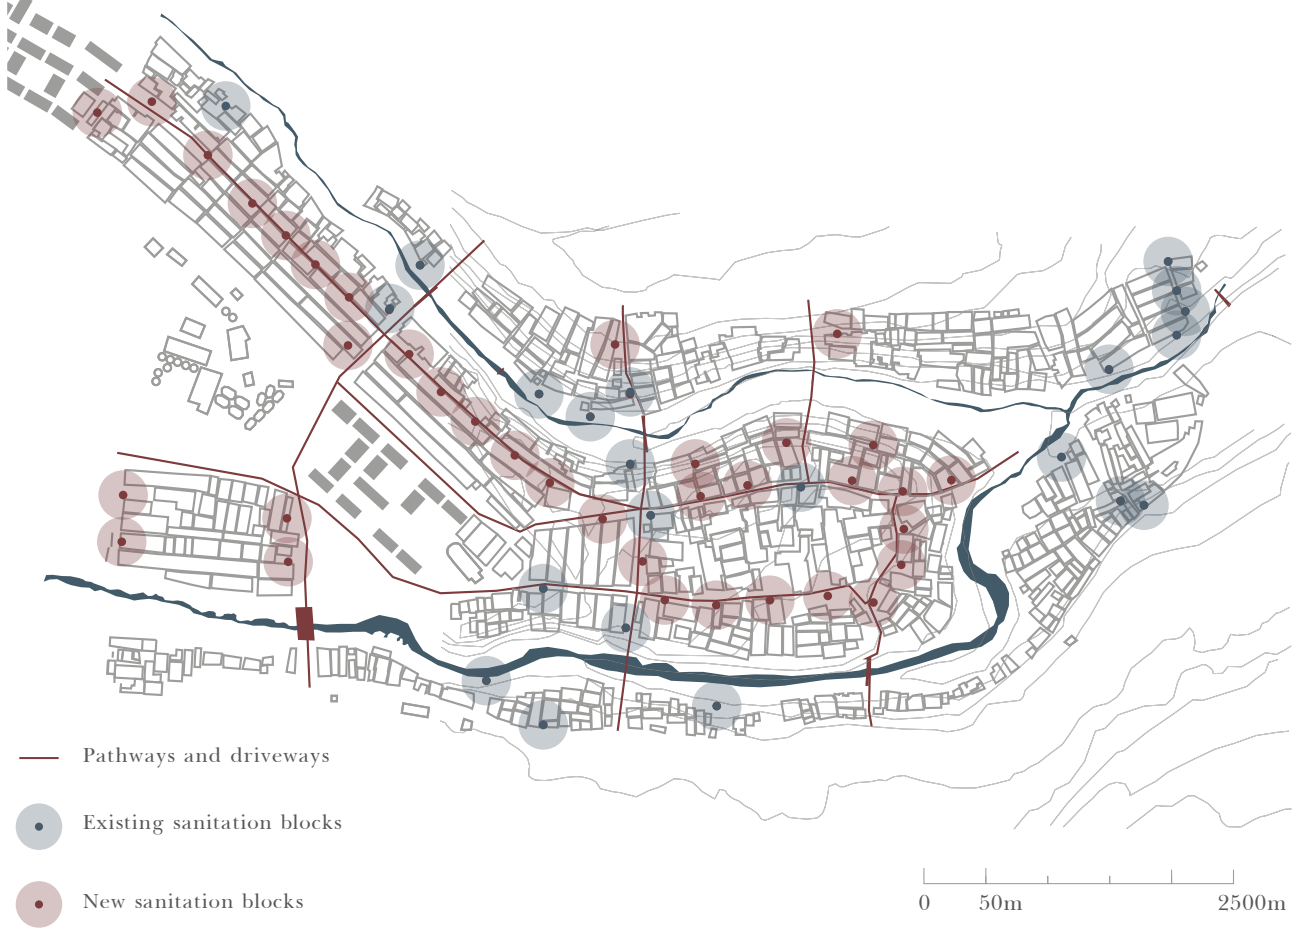 Pathways and driveways
Existing sanitation blocks
New sanitation blocks
0 50m 2500m